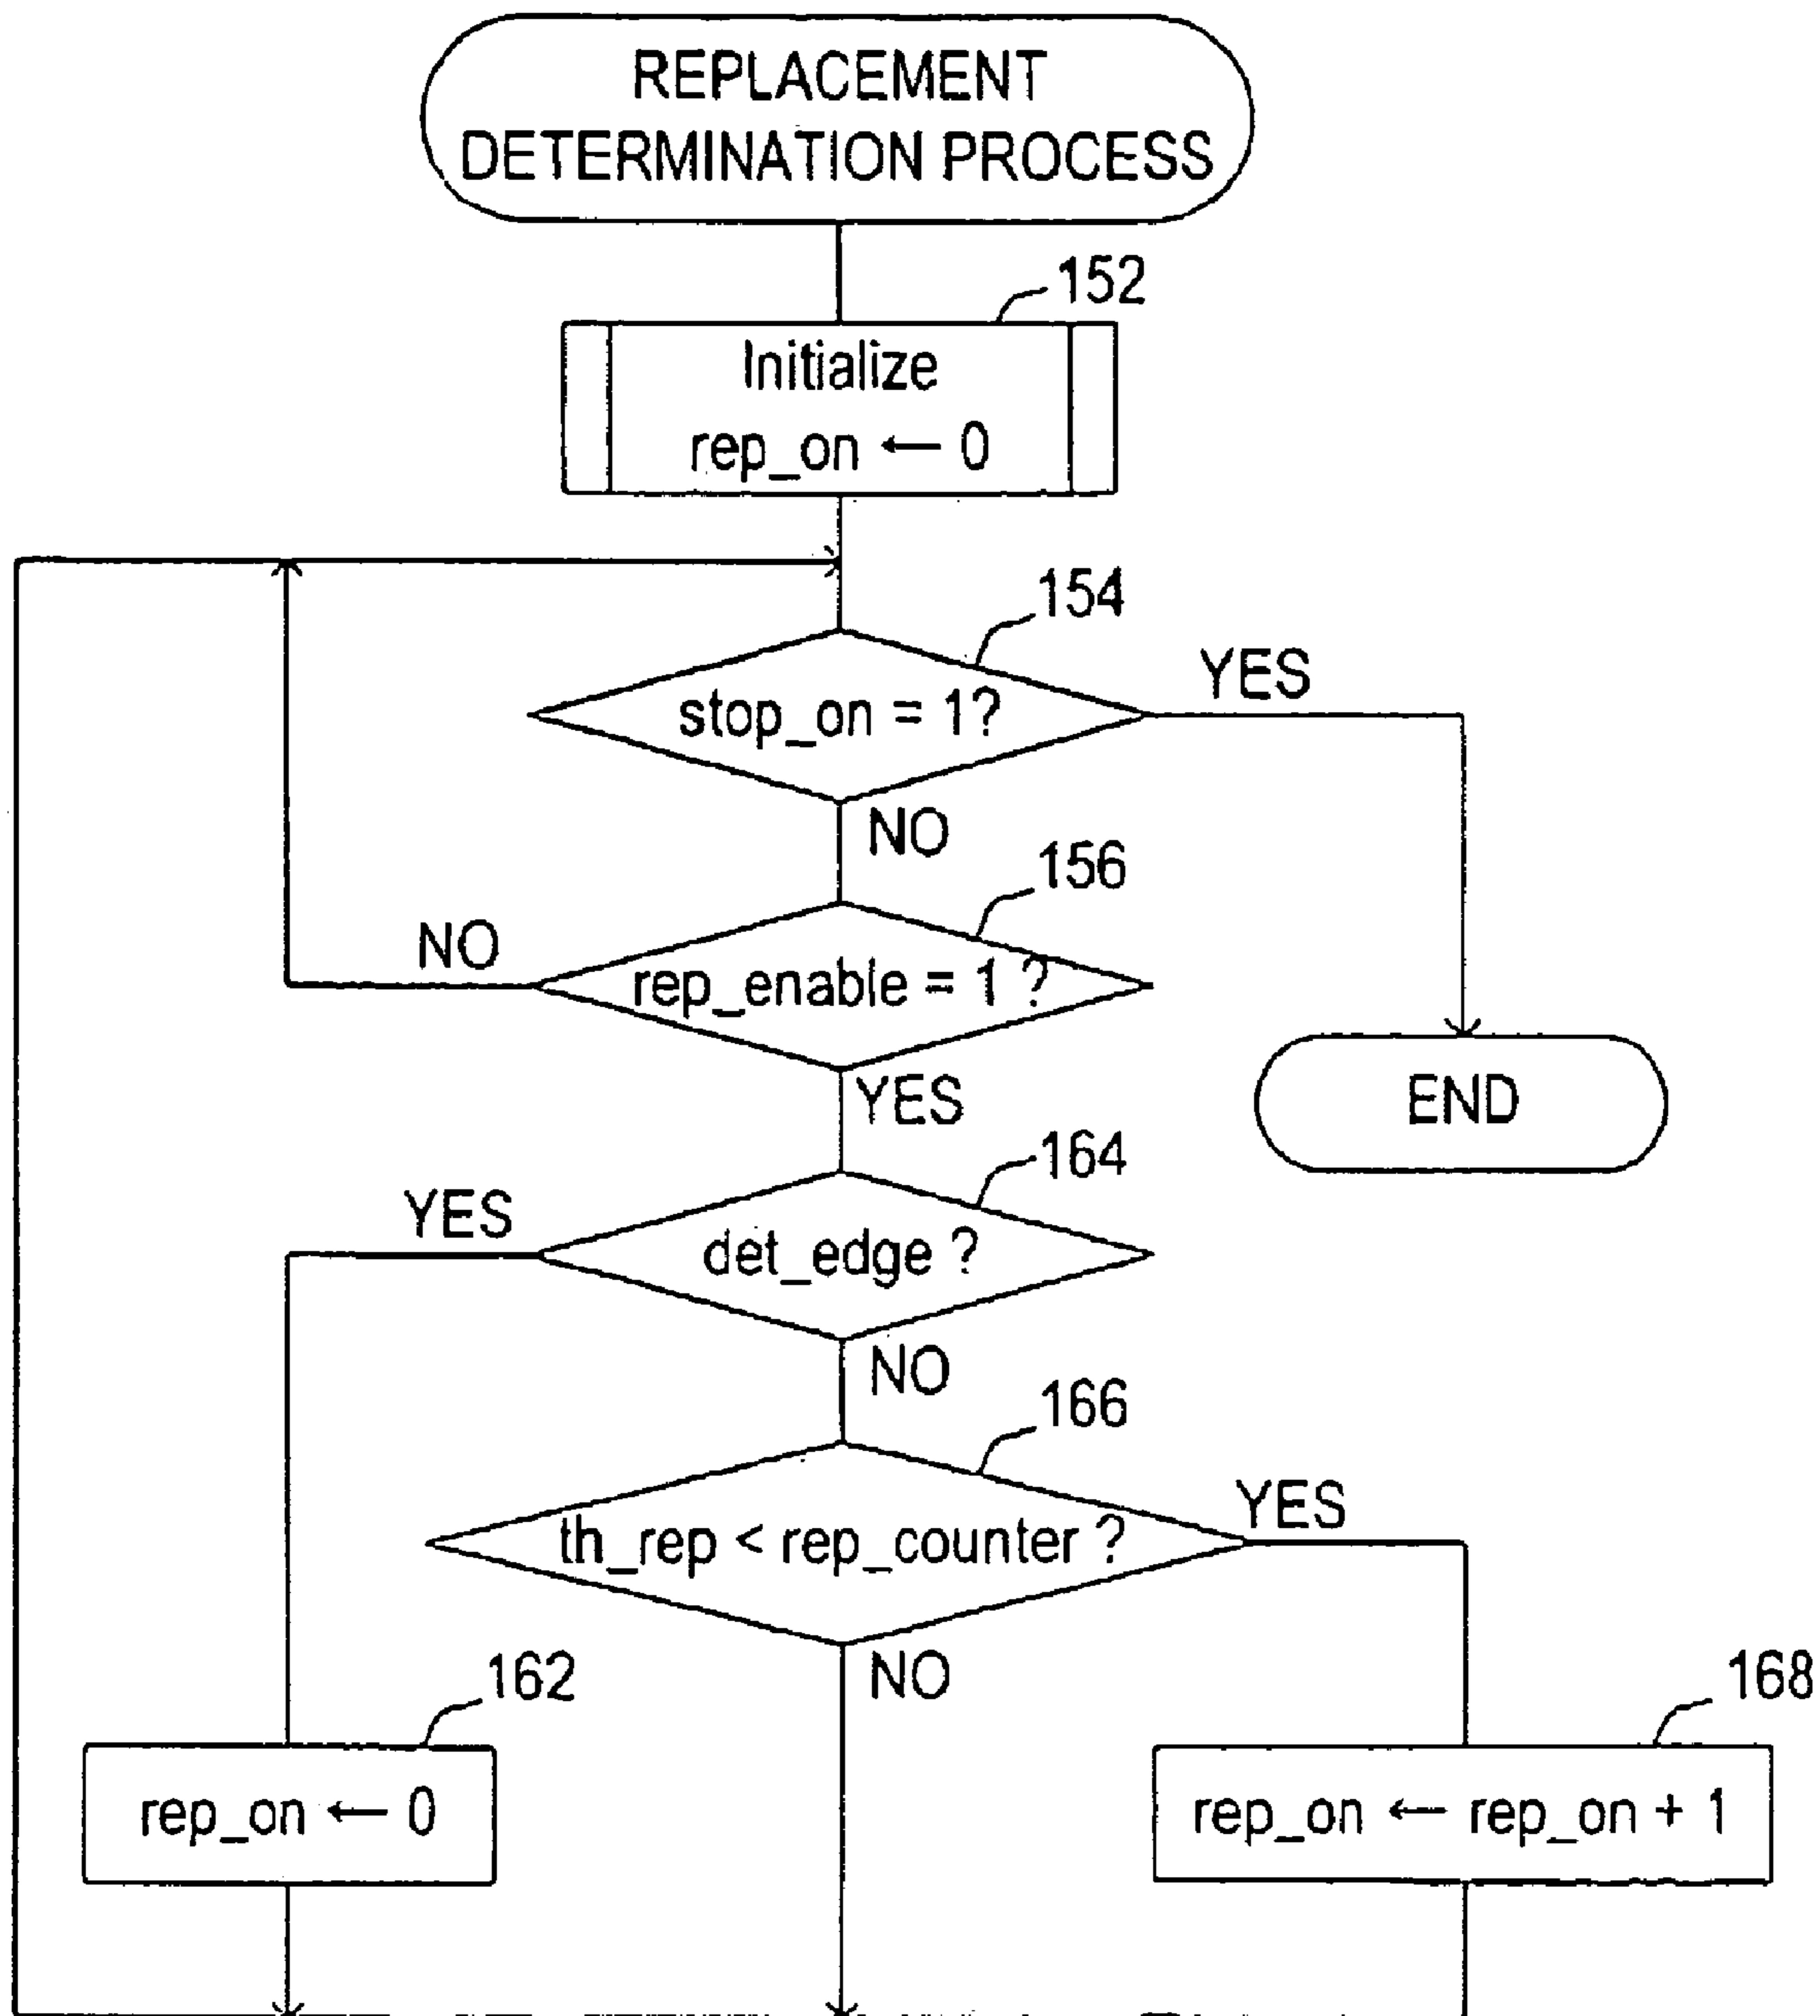 REPLACEMENT
DETERMINATION PROCESS
152
Initialize
rep_on ← 0
154
stop_on = 1?
YES
NO
156
rep_enable = 1 ?
NO
YES
END
164
det_edge ?
YES
NO
166
th_rep < rep_counter ?
YES
NO
162
rep_on ← 0
168
rep_on ← rep_on + 1